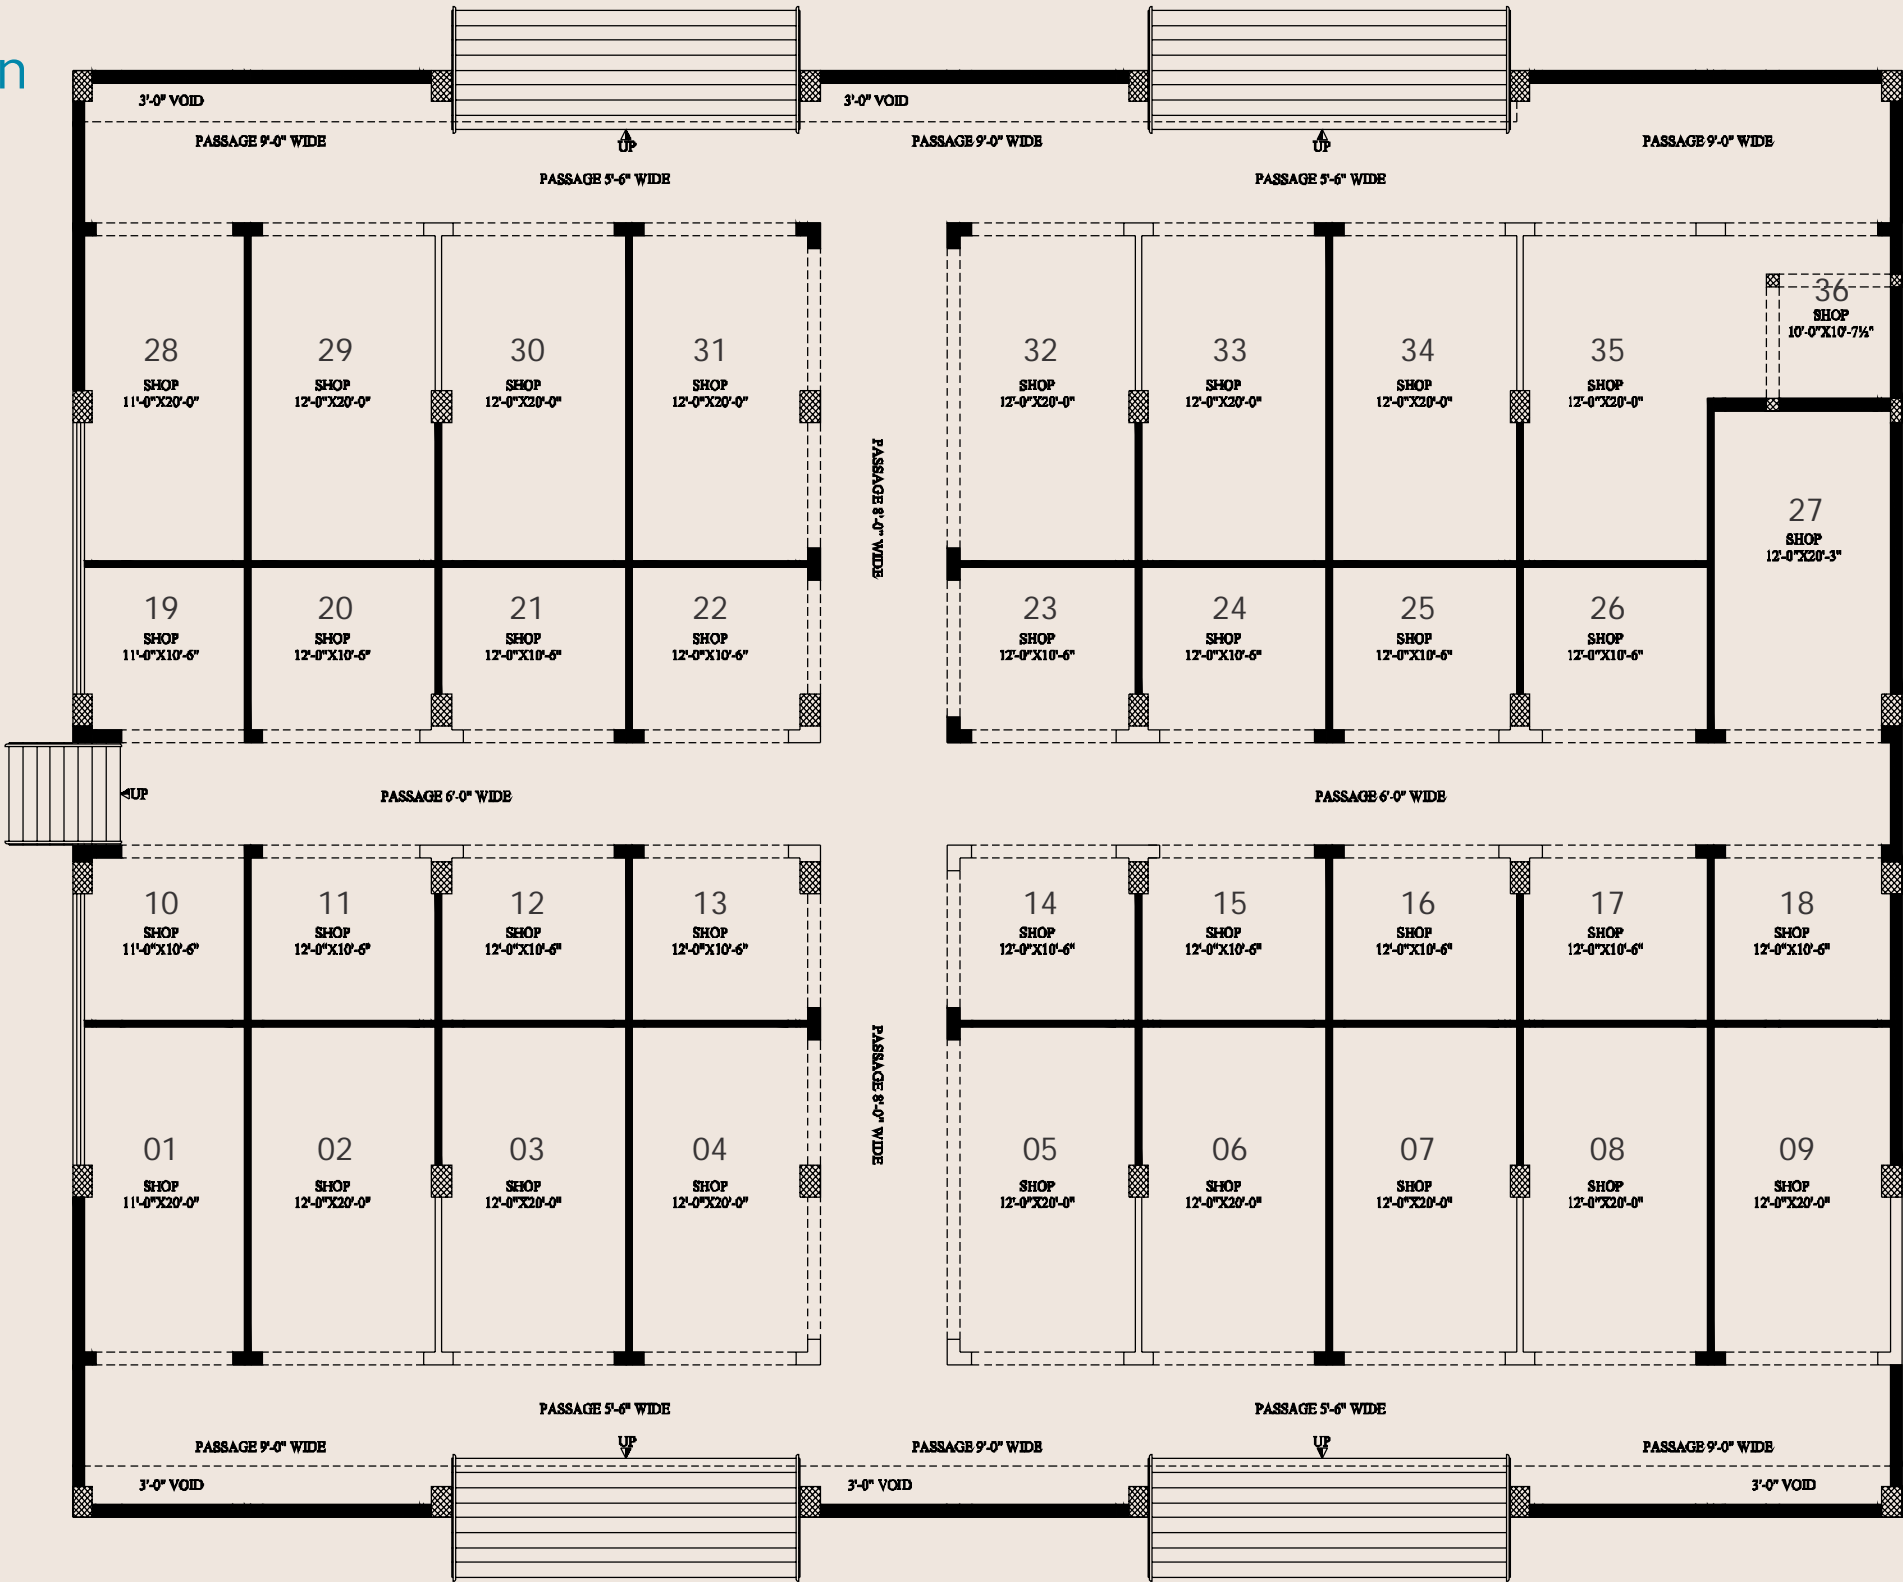 n
3'-0" VOID
3'-0" VOID
PASSAGE 9'-0" WIDE
UP
PASSAGE 9'-0" WIDE
UP
PASSAGE 9'-0" WIDE
PASSAGE 5'-6" WIDE
PASSAGE 5'-6" WIDE
36
SHOP
10'-0"X10'-7½"
28
SHOP
11'-0"X20'-0"
29
SHOP
12'-0"X20'-0"
30
SHOP
12'-0"X20'-0"
31
SHOP
12'-0"X20'-0"
32
SHOP
12'-0"X20'-0"
33
SHOP
12'-0"X20'-0"
34
SHOP
12'-0"X20'-0"
35
SHOP
12'-0"X20'-0"
PASSAGE 8'-0" WIDE
27
SHOP
12'-0"X20'-3"
19
SHOP
11'-0"X10'-6"
20
SHOP
12'-0"X10'-6"
21
SHOP
12'-0"X10'-6"
22
SHOP
12'-0"X10'-6"
23
SHOP
12'-0"X10'-6"
24
SHOP
12'-0"X10'-6"
25
SHOP
12'-0"X10'-6"
26
SHOP
12'-0"X10'-6"
UP
PASSAGE 6'-0" WIDE
PASSAGE 6'-0" WIDE
10
SHOP
11'-0"X10'-6"
11
SHOP
12'-0"X10'-6"
12
SHOP
12'-0"X10'-6"
13
SHOP
12'-0"X10'-6"
14
SHOP
12'-0"X10'-6"
15
SHOP
12'-0"X10'-6"
16
SHOP
12'-0"X10'-6"
17
SHOP
12'-0"X10'-6"
18
SHOP
12'-0"X10'-6"
PASSAGE 8'-0" WIDE
01
SHOP
11'-0"X20'-0"
02
SHOP
12'-0"X20'-0"
03
SHOP
12'-0"X20'-0"
04
SHOP
12'-0"X20'-0"
05
SHOP
12'-0"X20'-0"
06
SHOP
12'-0"X20'-0"
07
SHOP
12'-0"X20'-0"
08
SHOP
12'-0"X20'-0"
09
SHOP
12'-0"X20'-0"
PASSAGE 5'-6" WIDE
PASSAGE 5'-6" WIDE
PASSAGE 9'-0" WIDE
UP
PASSAGE 9'-0" WIDE
UP
PASSAGE 9'-0" WIDE
3'-0" VOID
3'-0" VOID
3'-0" VOID